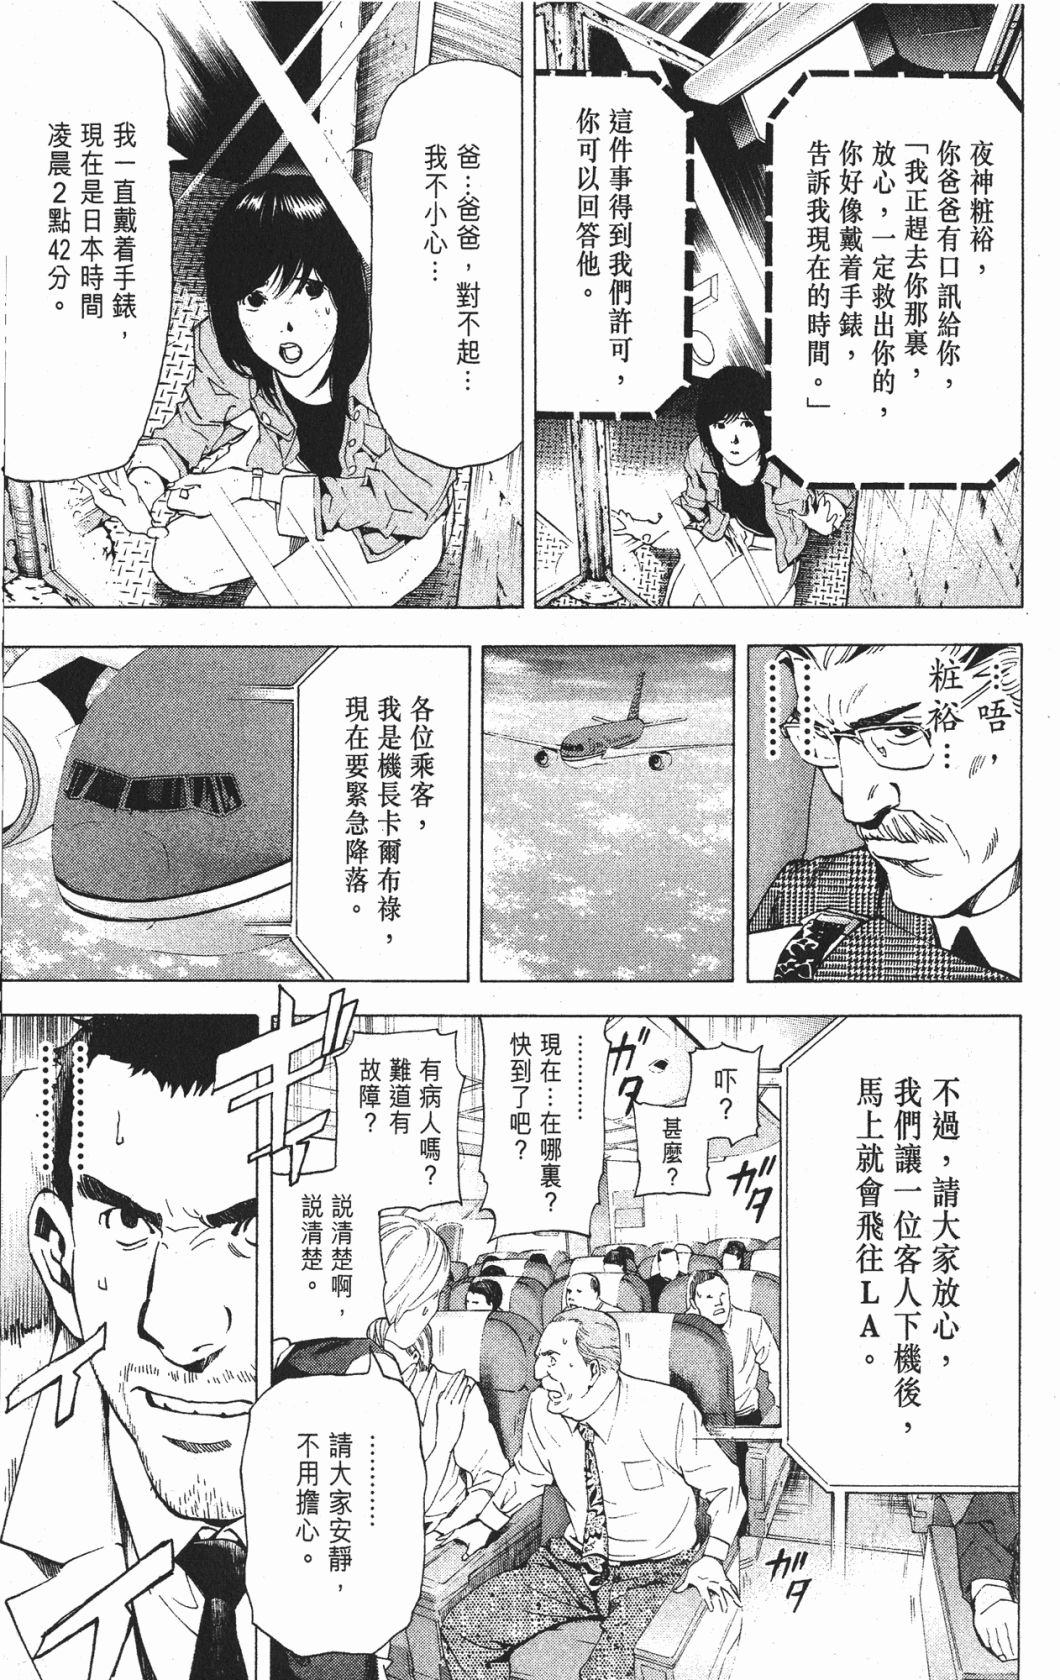 夜神粧裕，
你爸爸有口訊給你，
「我正趕去你那裏，
放心，一定救出你的，
你好像戴着手錶，
告訴我現在的時間。」
這件事得到我們許可，
你可以回答他。
爸…爸爸，對不起…
我不小心…
我一直戴着手錶，
現在是日本時間
凌晨2點42分。
…唔，
粧裕…
各位乘客，
我是機長卡爾布祿，
現在要緊急降落。
不過，請大家放心，
我們讓一位客人下機後，
馬上就會飛往LA。
吓？
甚麼？
ガタ
ガタ
ガタ
………
現在…在哪裏？
快到了吧？
有病人嗎？
難道有
故障？
說清楚啊，
說清楚。
………
請大家安靜，
不用擔心。
ギギ
イイ